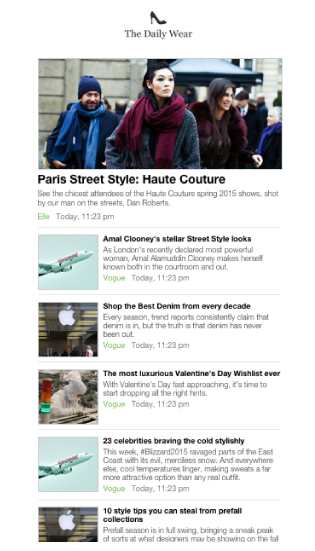 The Daily Wear
Paris Street Style: Haute Couture
See the chicest attendees of the Haute Couture spring 2015 shows, shot
by our man on the streets, Dan Roberts.
Elle Today, 11:23 pm
Amal Clooney's stellar Street Style looks
As London's recently declared most powerful
woman, Amal Alamuddin Clooney makes herself
known both in the courtroom and out.
Vogue Today, 11:23 pm
Shop the Best Denim from every decade
Every season, trend reports consistently claim that
denim is in, but the truth is that denim has never
been out.
Vogue Today, 11:23 pm
The most luxurious Valentine's Day Wishlist ever
With Valentine's Day fast approaching, it's time to
start dropping all the right hints.
Vogue Today, 11:23 pm
23 celebrities braving the cold stylishly
This week, #Blizzard2015 ravaged parts of the East
Coast with its evil, merciless snow. And everywhere
else, cool temperatures linger, making sweats a far
more attractive option than any real outfit.
Vogue Today, 11:23 pm
10 style tips you can steal from prefall
collections
Prefall season is in full swing, bringing a sneak peak
of sorts at what designers may be showing on the fall